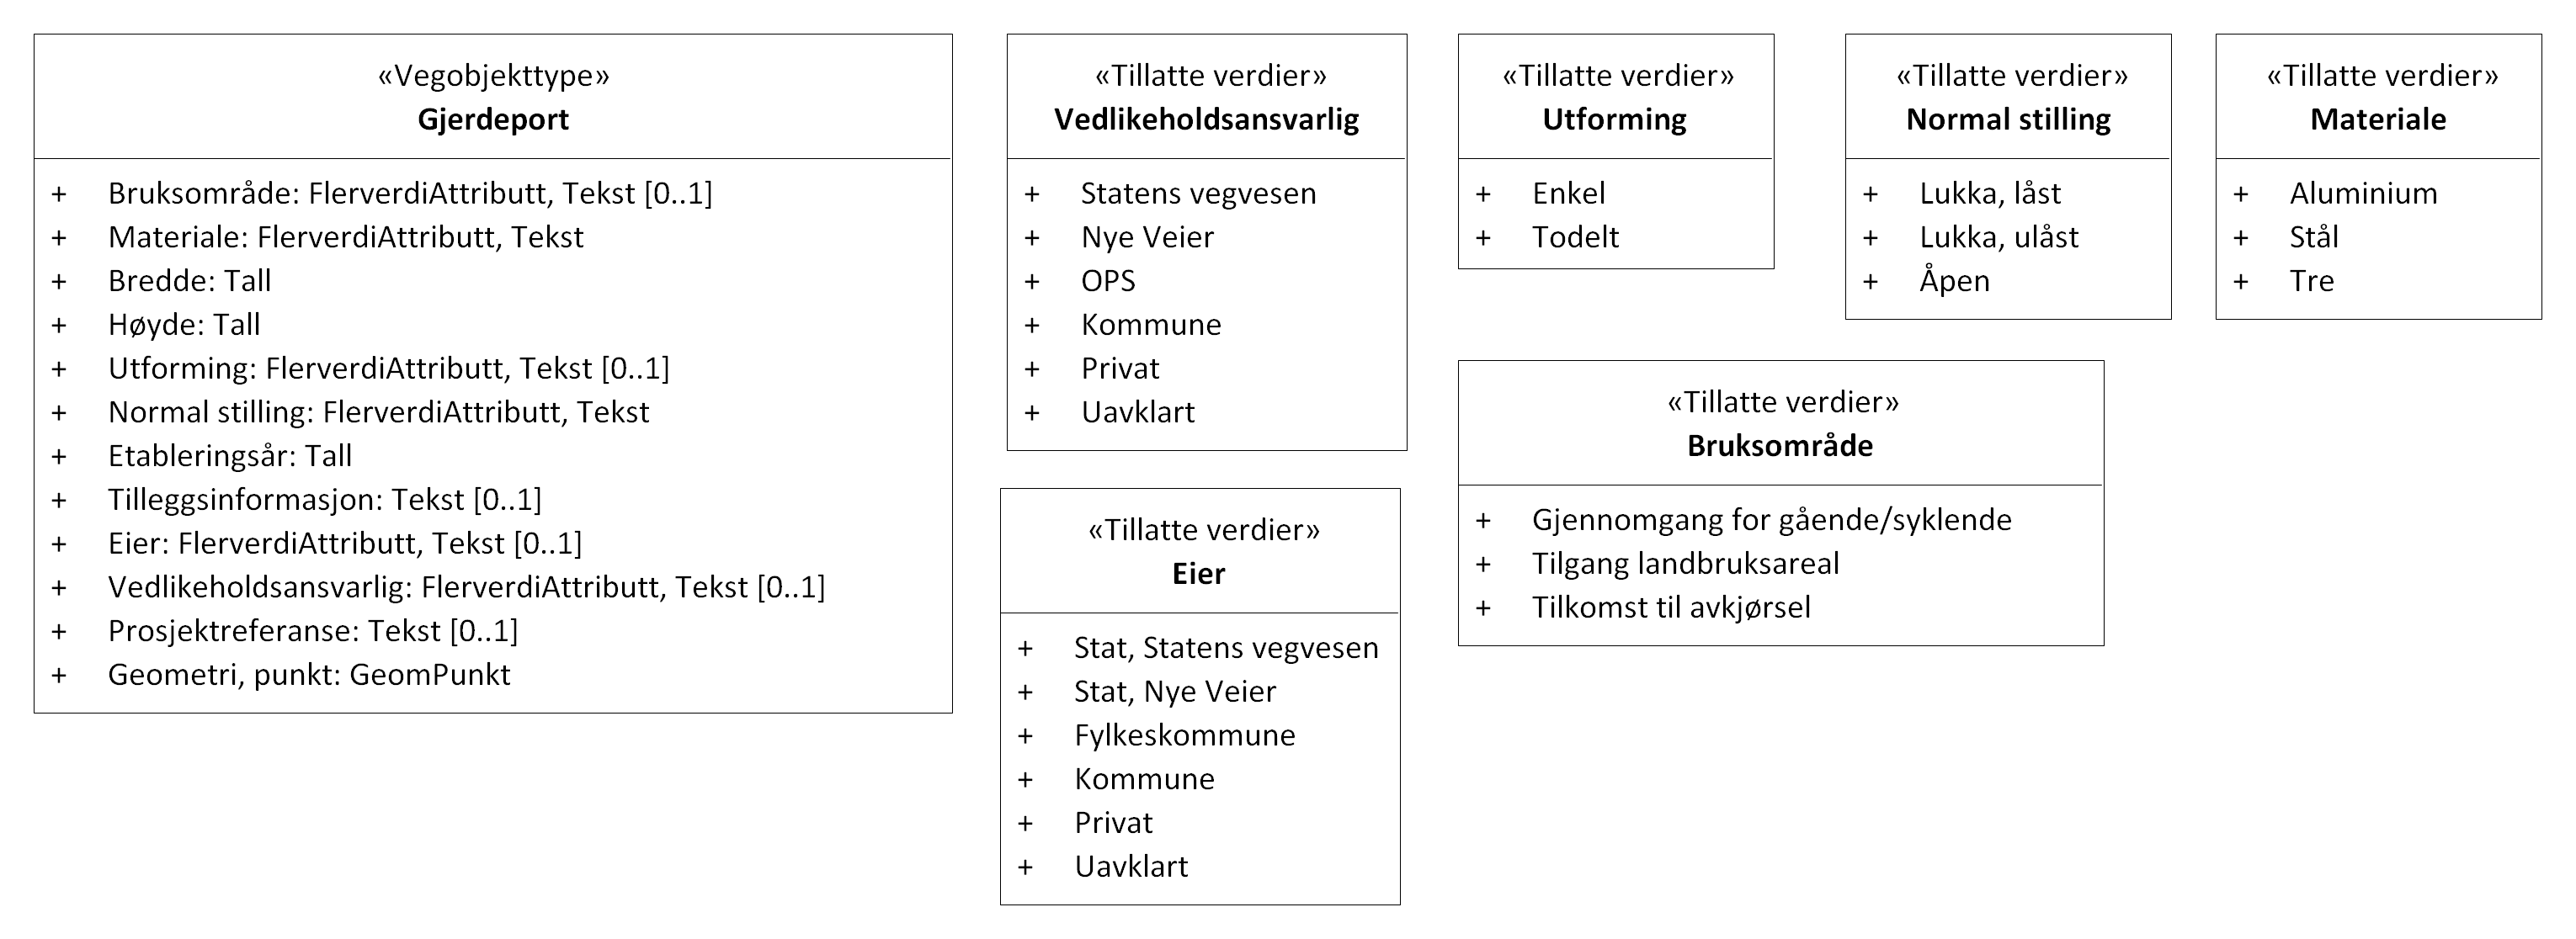 «Vegobjekttype»
Gjerdeport
+ Bruksområde: FlerverdiAttributt, Tekst [0..1]
+ Materiale: FlerverdiAttributt, Tekst
+ Bredde: Tall
+ Høyde: Tall
+ Utforming: FlerverdiAttributt, Tekst [0..1]
+ Normal stilling: FlerverdiAttributt, Tekst
+ Etableringsår: Tall
+ Tilleggsinformasjon: Tekst [0..1]
+ Eier: FlerverdiAttributt, Tekst [0..1]
+ Vedlikeholdsansvarlig: FlerverdiAttributt, Tekst [0..1]
+ Prosjektreferanse: Tekst [0..1]
+ Geometri, punkt: GeomPunkt
«Tillatte verdier»
Vedlikeholdsansvarlig
+ Statens vegvesen
+ Nye Veier
+ OPS
+ Kommune
+ Privat
+ Uavklart
«Tillatte verdier»
Eier
+ Stat, Statens vegvesen
+ Stat, Nye Veier
+ Fylkeskommune
+ Kommune
+ Privat
+ Uavklart
«Tillatte verdier»
Utforming
+ Enkel
+ Todelt
«Tillatte verdier»
Normal stilling
+ Lukka, låst
+ Lukka, ulåst
+ Åpen
«Tillatte verdier»
Materiale
+ Aluminium
+ Stål
+ Tre
«Tillatte verdier»
Bruksområde
+ Gjennomgang for gående/syklende
+ Tilgang landbruksareal
+ Tilkomst til avkjørsel